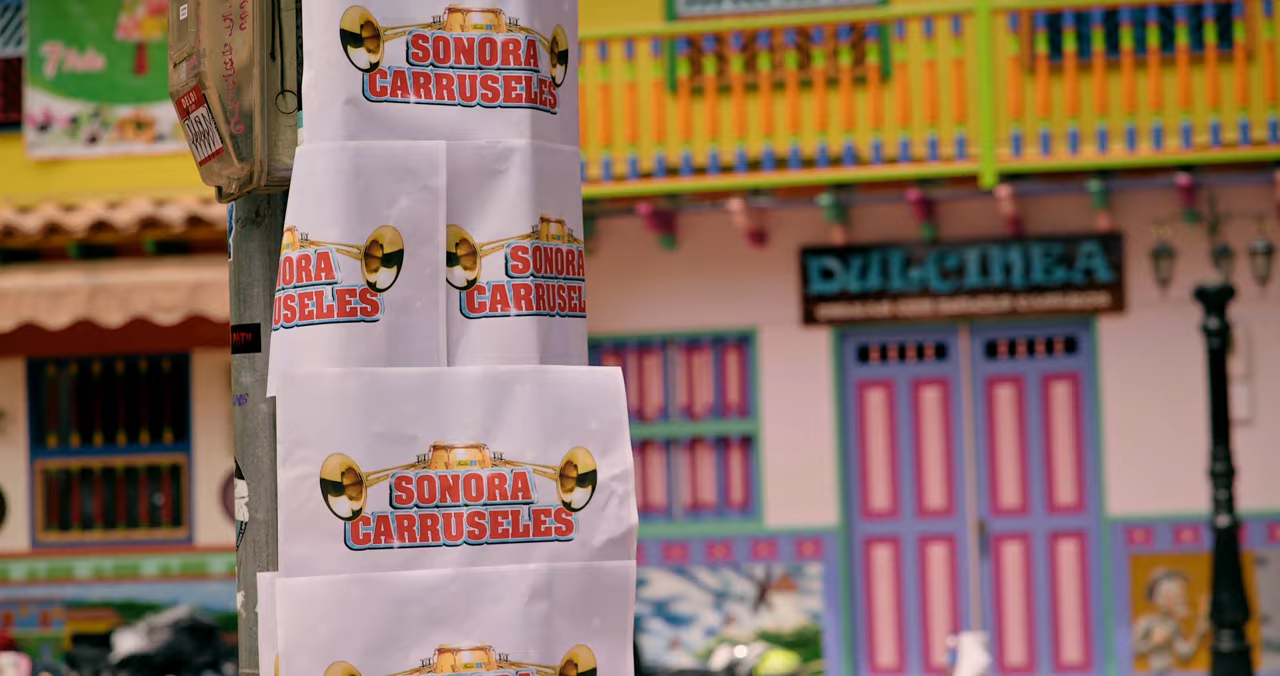 SONORA
CARRUSELES
ORA
USELES
SONORA
CARRUSEL
SONORA
CARRUSELES
DULCINEA